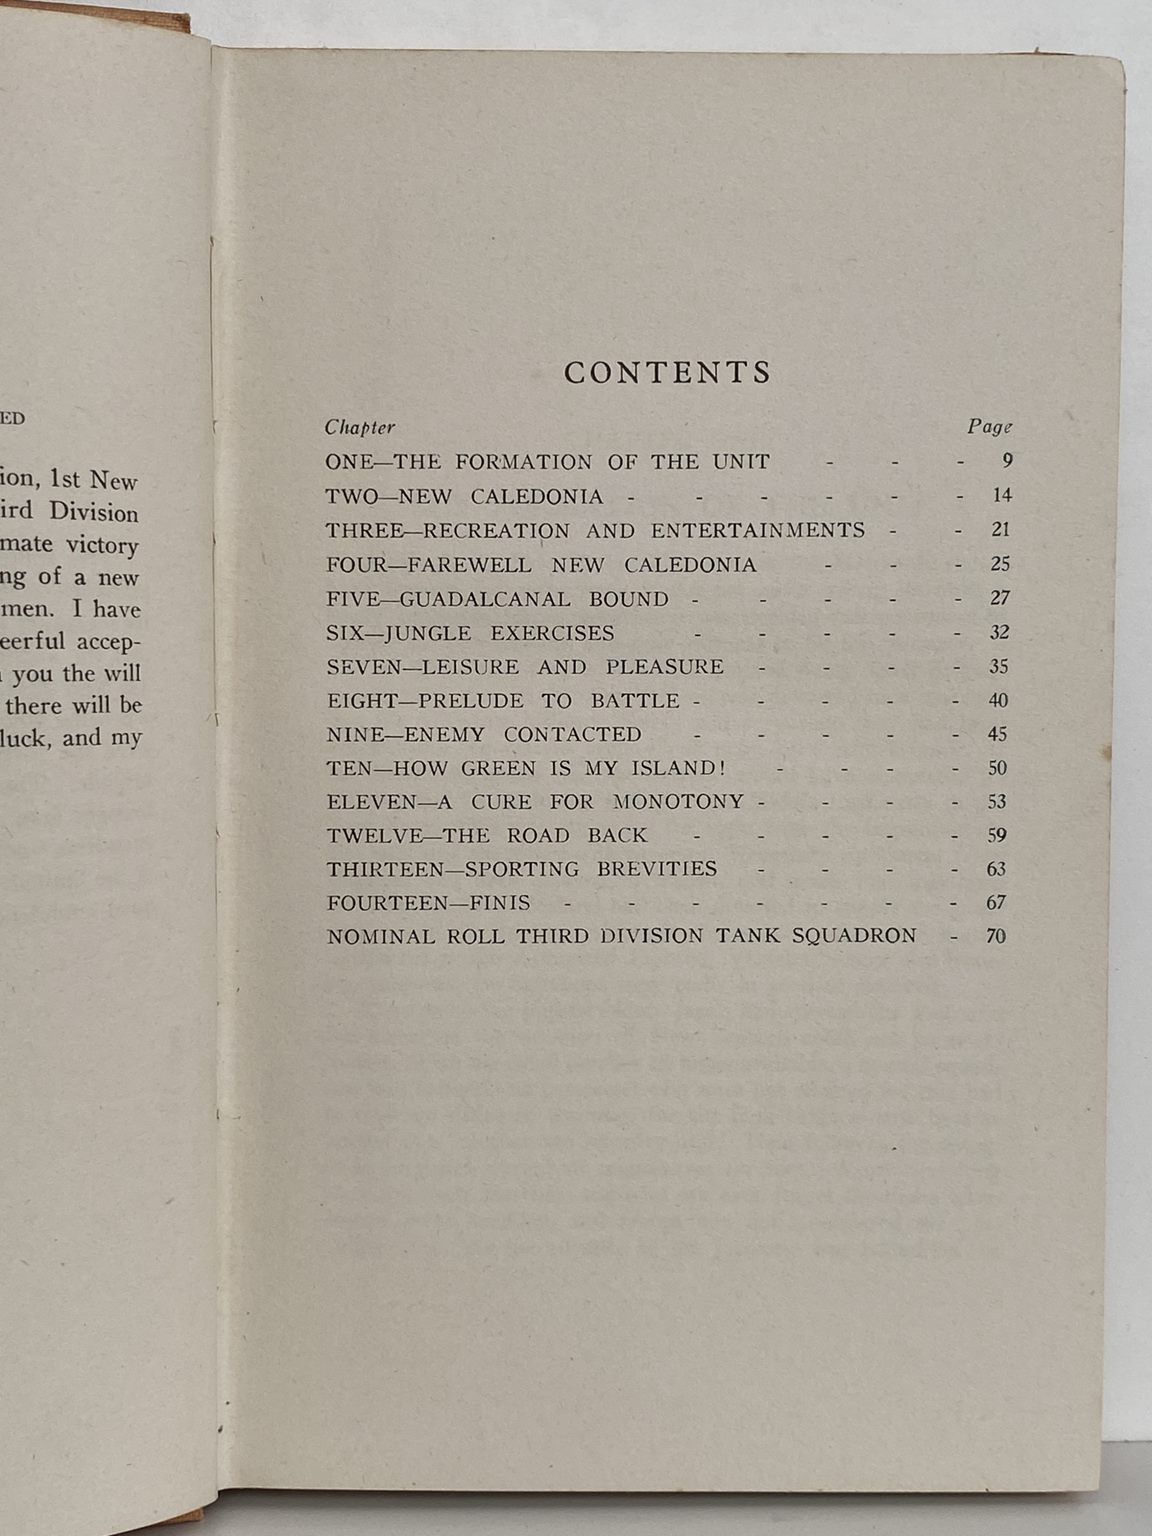 ED
ion, 1st New
ird Division
mate victory
ng of a new
men. I have
eerful accep-
you the will
there will be
luck, and my
CONTENTS
Chapter Page
ONE—THE FORMATION OF THE UNIT - - - 9
TWO—NEW CALEDONIA - - - - - - 14
THREE—RECREATION AND ENTERTAINMENTS - - 21
FOUR—FAREWELL NEW CALEDONIA - - - 25
FIVE—GUADALCANAL BOUND - - - - - 27
SIX—JUNGLE EXERCISES - - - - - 32
SEVEN—LEISURE AND PLEASURE - - - - 35
EIGHT—PRELUDE TO BATTLE - - - - - 40
NINE—ENEMY CONTACTED - - - - - 45
TEN—HOW GREEN IS MY ISLAND! - - - - 50
ELEVEN—A CURE FOR MONOTONY - - - - 53
TWELVE—THE ROAD BACK - - - - - 59
THIRTEEN—SPORTING BREVITIES - - - - 63
FOURTEEN—FINIS - - - - - - - 67
NOMINAL ROLL THIRD DIVISION TANK SQUADRON - 70